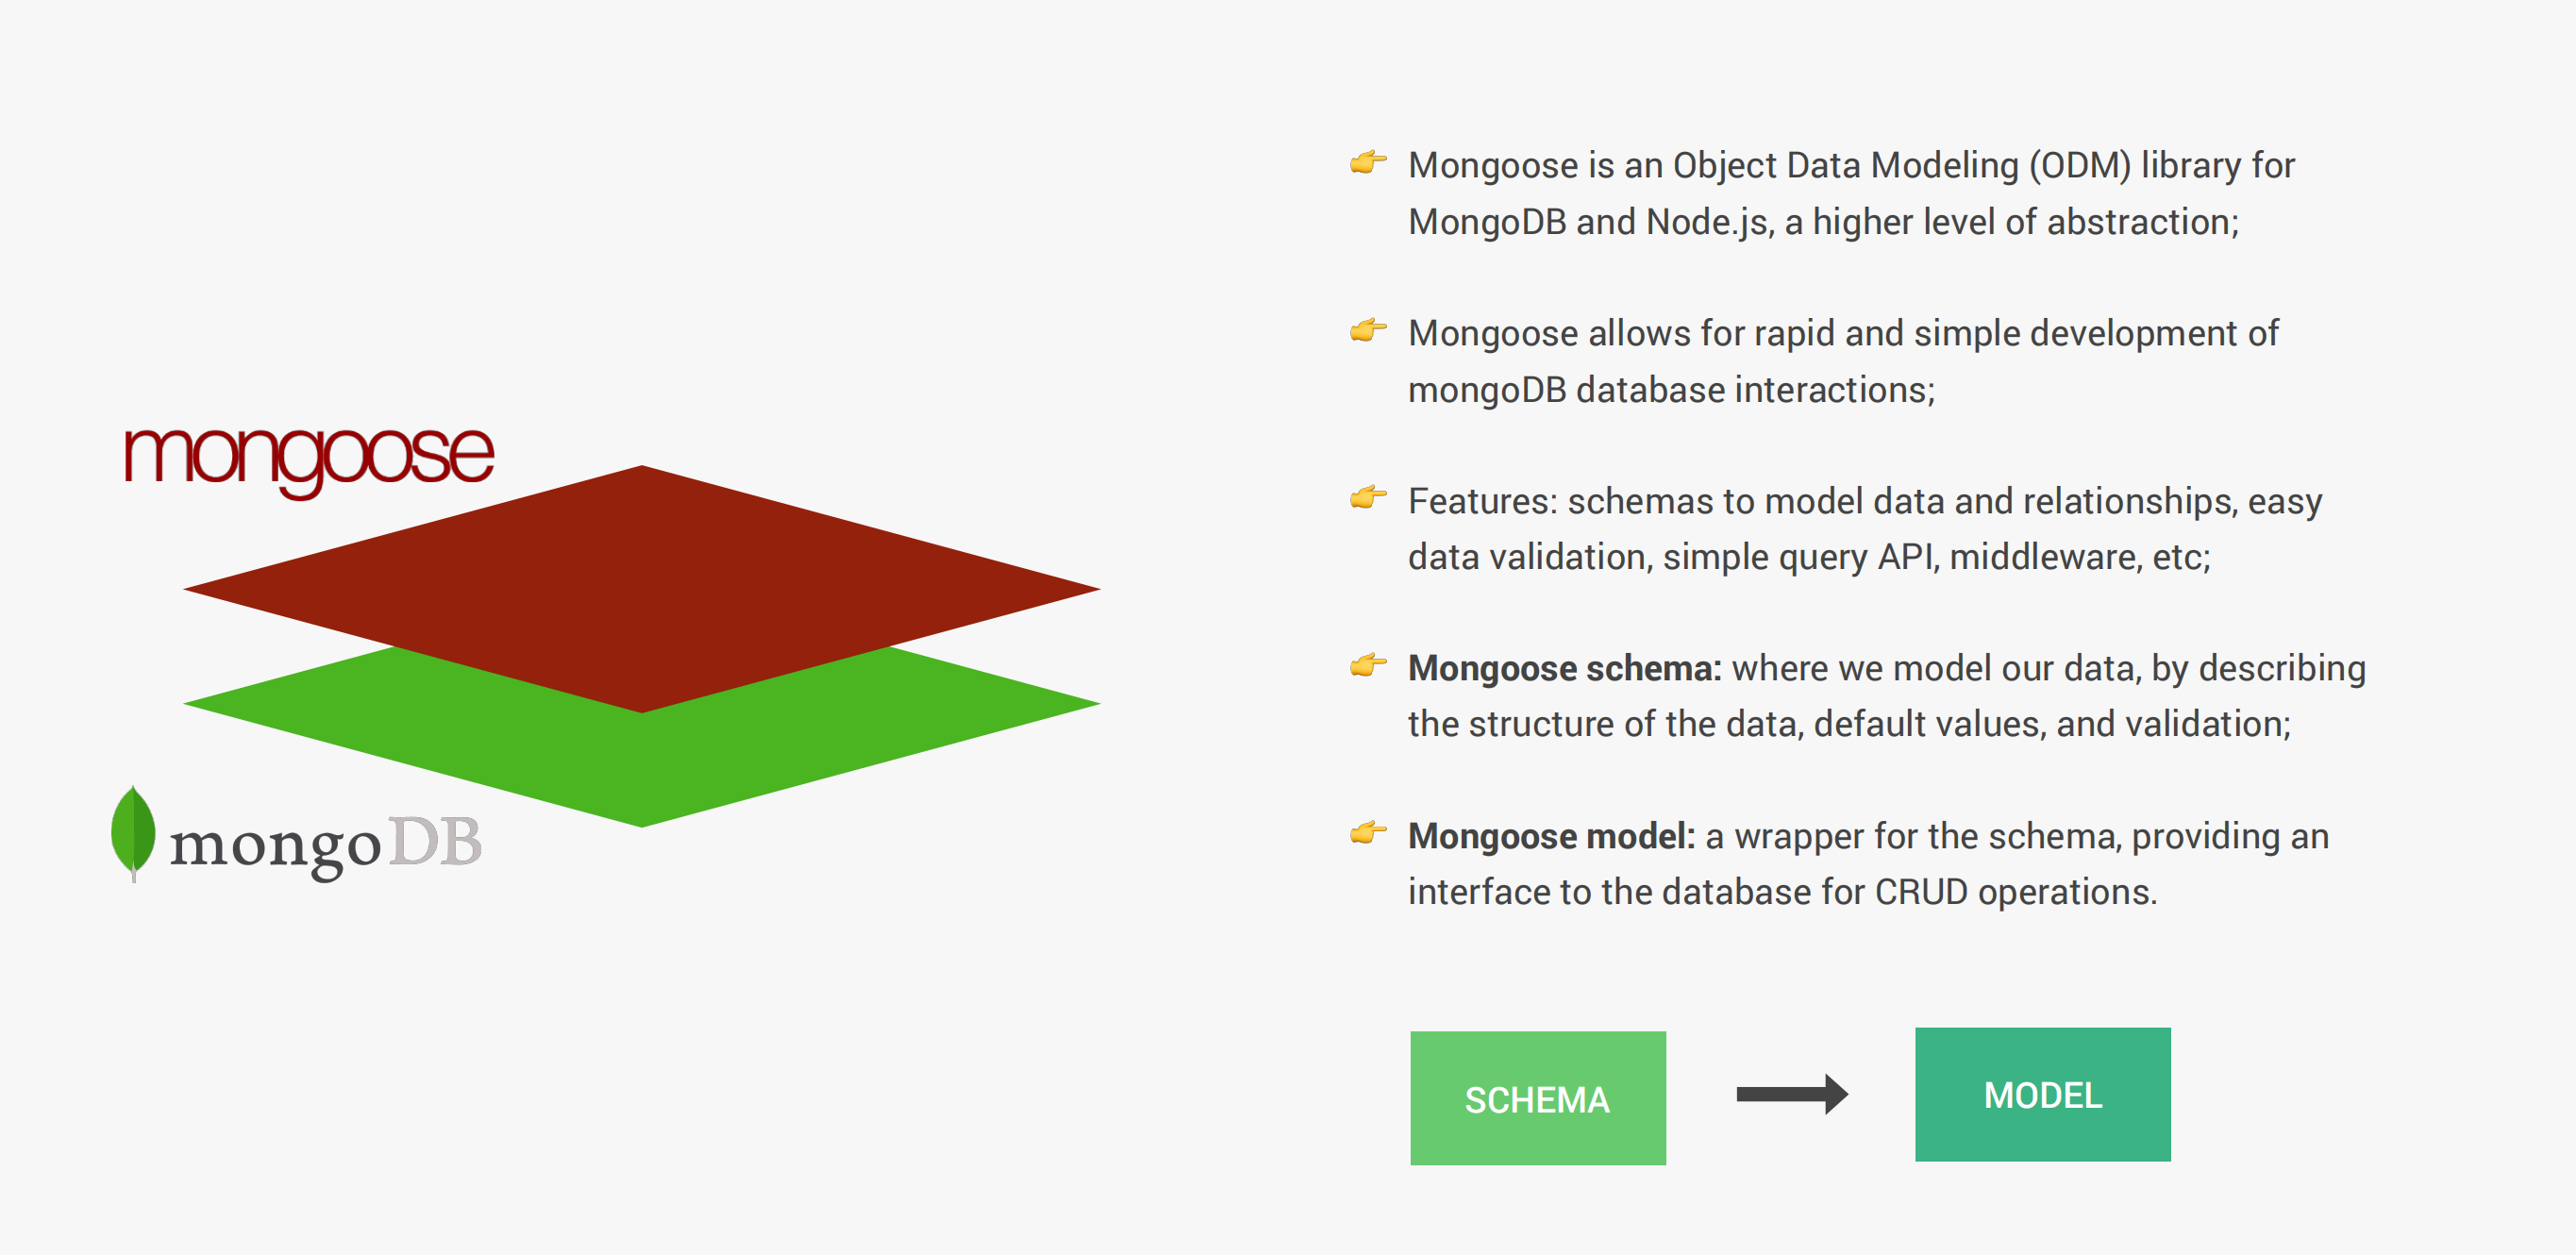 mongoose
mongoDB
👉 Mongoose is an Object Data Modeling (ODM) library for
MongoDB and Node.js, a higher level of abstraction;
👉 Mongoose allows for rapid and simple development of
mongoDB database interactions;
👉 Features: schemas to model data and relationships, easy
data validation, simple query API, middleware, etc;
👉 Mongoose schema: where we model our data, by describing
the structure of the data, default values, and validation;
👉 Mongoose model: a wrapper for the schema, providing an
interface to the database for CRUD operations.
SCHEMA
MODEL